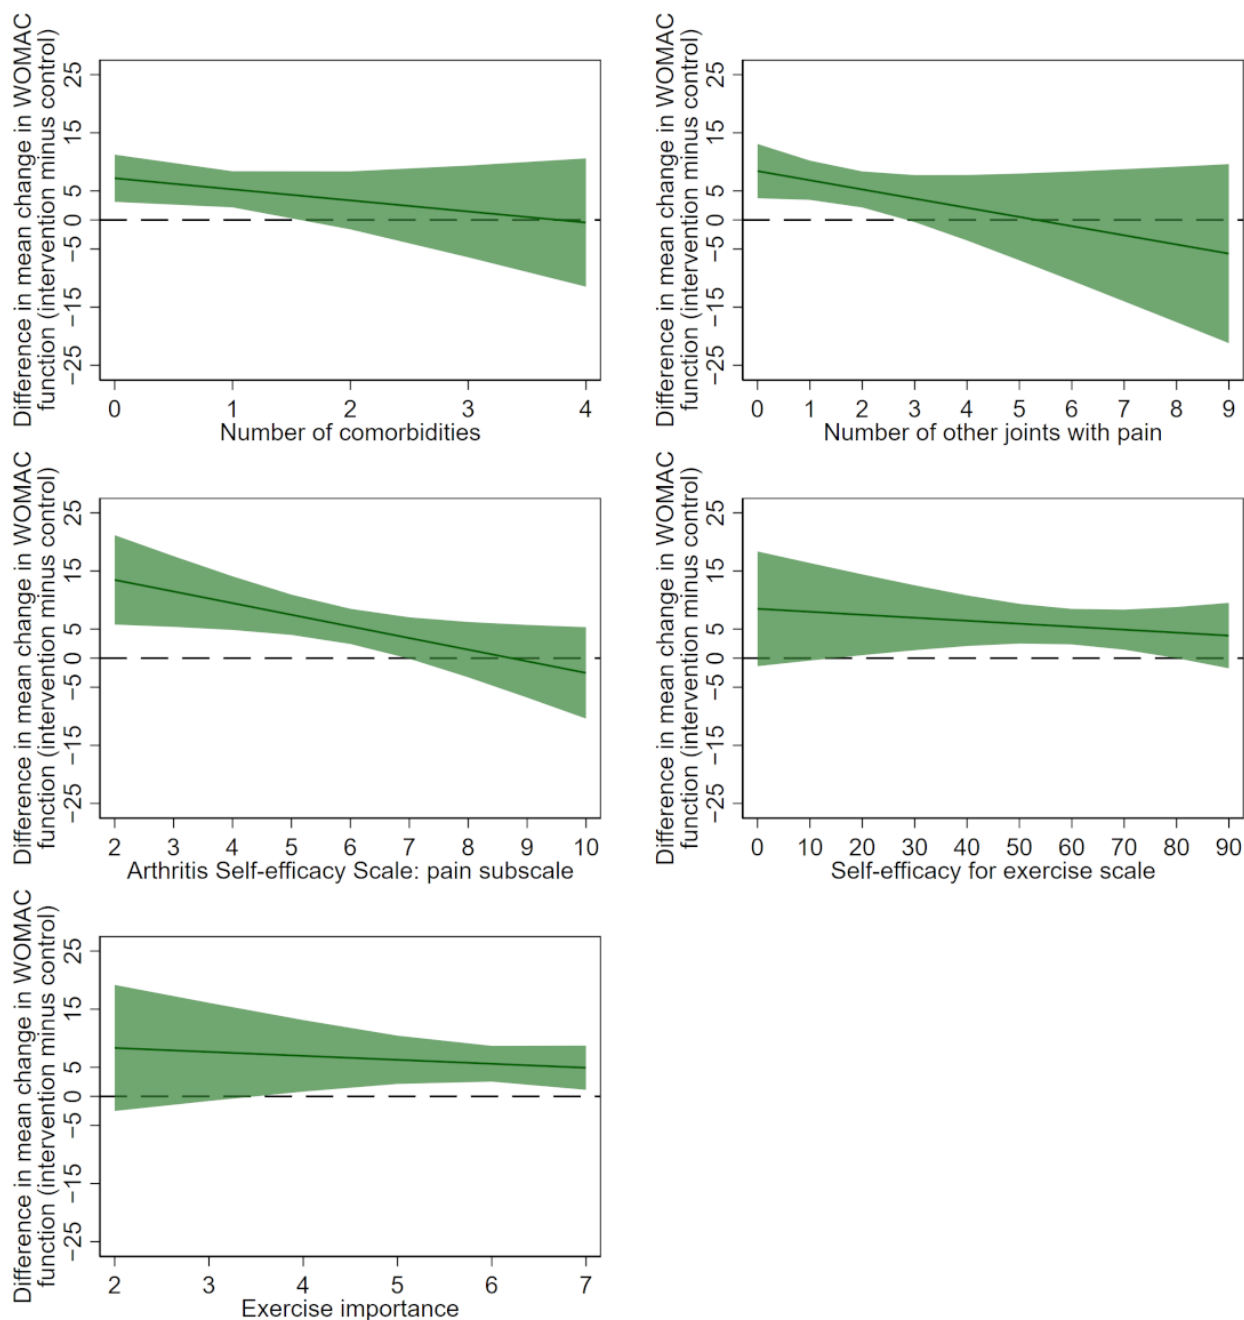 Difference in mean change in WOMAC
function (intervention minus control)
25
15
5
0
−5
−15
−25
0 1 2 3 4
Number of comorbidities
Difference in mean change in WOMAC
function (intervention minus control)
25
15
5
0
−5
−15
−25
0 1 2 3 4 5 6 7 8 9
Number of other joints with pain
Difference in mean change in WOMAC
function (intervention minus control)
25
15
5
0
−5
−15
−25
2 3 4 5 6 7 8 9 10
Arthritis Self-efficacy Scale: pain subscale
Difference in mean change in WOMAC
function (intervention minus control)
25
15
5
0
−5
−15
−25
0 10 20 30 40 50 60 70 80 90
Self-efficacy for exercise scale
Difference in mean change in WOMAC
function (intervention minus control)
25
15
5
0
−5
−15
−25
2 3 4 5 6 7
Exercise importance